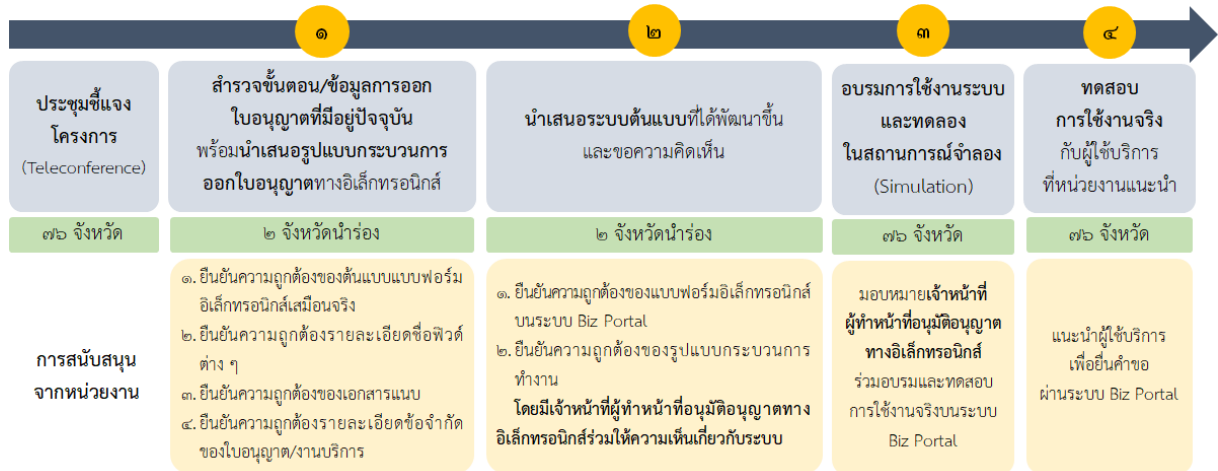 ๑
๒
๓
๔
ประชุมชี้แจง
โครงการ
(Teleconference)
สำรวจขั้นตอน/ข้อมูลการออก
ใบอนุญาตที่มีอยู่ปัจจุบัน
พร้อมนำเสนอรูปแบบกระบวนการ
ออกใบอนุญาตทางอิเล็กทรอนิกส์
นำเสนอระบบต้นแบบที่ได้พัฒนาขึ้น
และขอความคิดเห็น
อบรมการใช้งานระบบ
และทดลอง
ในสถานการณ์จำลอง
(Simulation)
ทดสอบ
การใช้งานจริง
กับผู้ใช้บริการ
ที่หน่วยงานแนะนำ
๗๖ จังหวัด
๒ จังหวัดนำร่อง
๒ จังหวัดนำร่อง
๗๖ จังหวัด
๗๖ จังหวัด
การสนับสนุน
จากหน่วยงาน
๑. ยืนยันความถูกต้องของต้นแบบแบบฟอร์ม
อิเล็กทรอนิกส์เสมือนจริง
๒. ยืนยันความถูกต้องรายละเอียดชื่อฟิวด์
ต่าง ๆ
๓. ยืนยันความถูกต้องของเอกสารแนบ
๔. ยืนยันความถูกต้องรายละเอียดข้อจำกัด
ของใบอนุญาต/งานบริการ
๑. ยืนยันความถูกต้องของแบบฟอร์มอิเล็กทรอนิกส์
บนระบบ Biz Portal
๒. ยืนยันความถูกต้องของรูปแบบกระบวนการ
ทำงาน
โดยมีเจ้าหน้าที่ผู้ทำหน้าที่อนุมัติอนุญาตทาง
อิเล็กทรอนิกส์ร่วมให้ความเห็นเกี่ยวกับระบบ
มอบหมายเจ้าหน้าที่
ผู้ทำหน้าที่อนุมัติอนุญาต
ทางอิเล็กทรอนิกส์
ร่วมอบรมและทดสอบ
การใช้งานจริงบนระบบ
Biz Portal
แนะนำผู้ใช้บริการ
เพื่อยื่นคำขอ
ผ่านระบบ Biz Portal